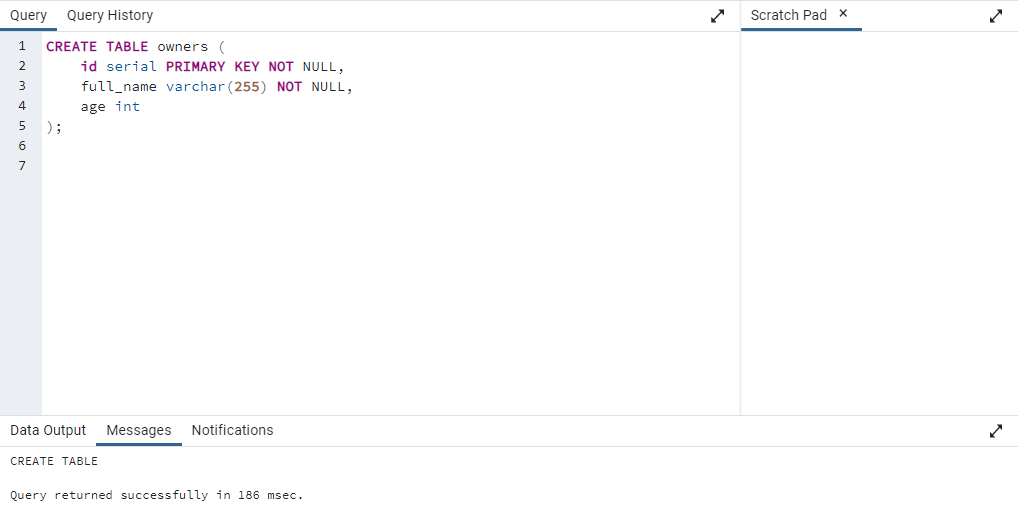 Query Query History
Scratch Pad ×
1 CREATE TABLE owners (
2 id serial PRIMARY KEY NOT NULL,
3 full_name varchar(255) NOT NULL,
4 age int
5 );
6
7
Data Output Messages Notifications
CREATE TABLE
Query returned successfully in 186 msec.